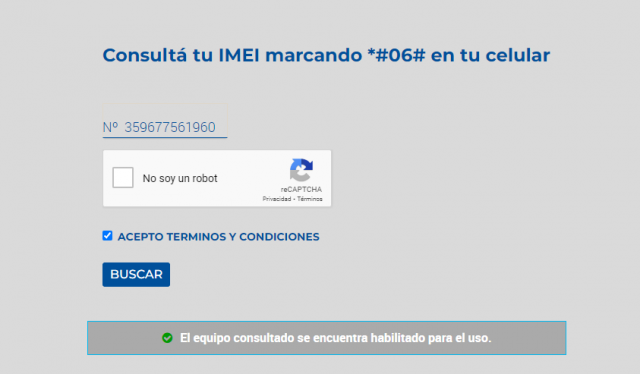 Consultá tu IMEI marcando *#06# en tu celular
Nº 359677561960
No soy un robot
reCAPTCHA
Privacidad - Términos
ACEPTO TERMINOS Y CONDICIONES
BUSCAR
El equipo consultado se encuentra habilitado para el uso.